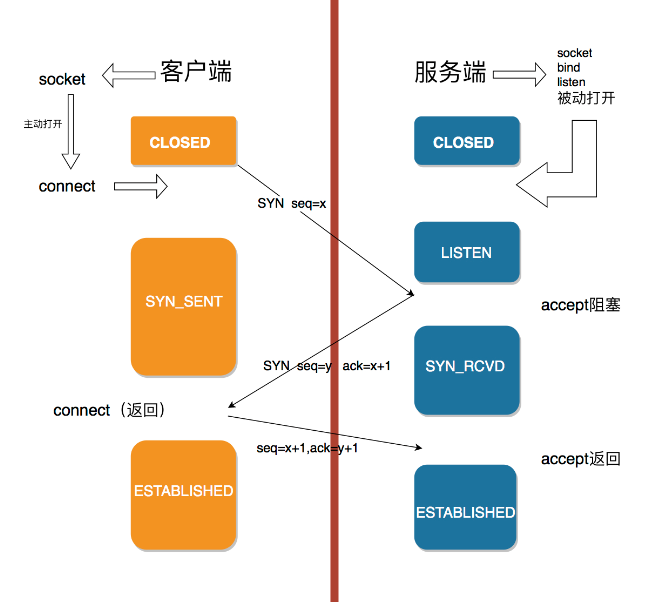 客户端
socket
主动打开
connect
CLOSED
SYN seq=x
SYN_SENT
SYN seq=y ack=x+1
connect（返回）
seq=x+1,ack=y+1
ESTABLISHED
服务端
socket
bind
listen
被动打开
CLOSED
LISTEN
accept阻塞
SYN_RCVD
accept返回
ESTABLISHED